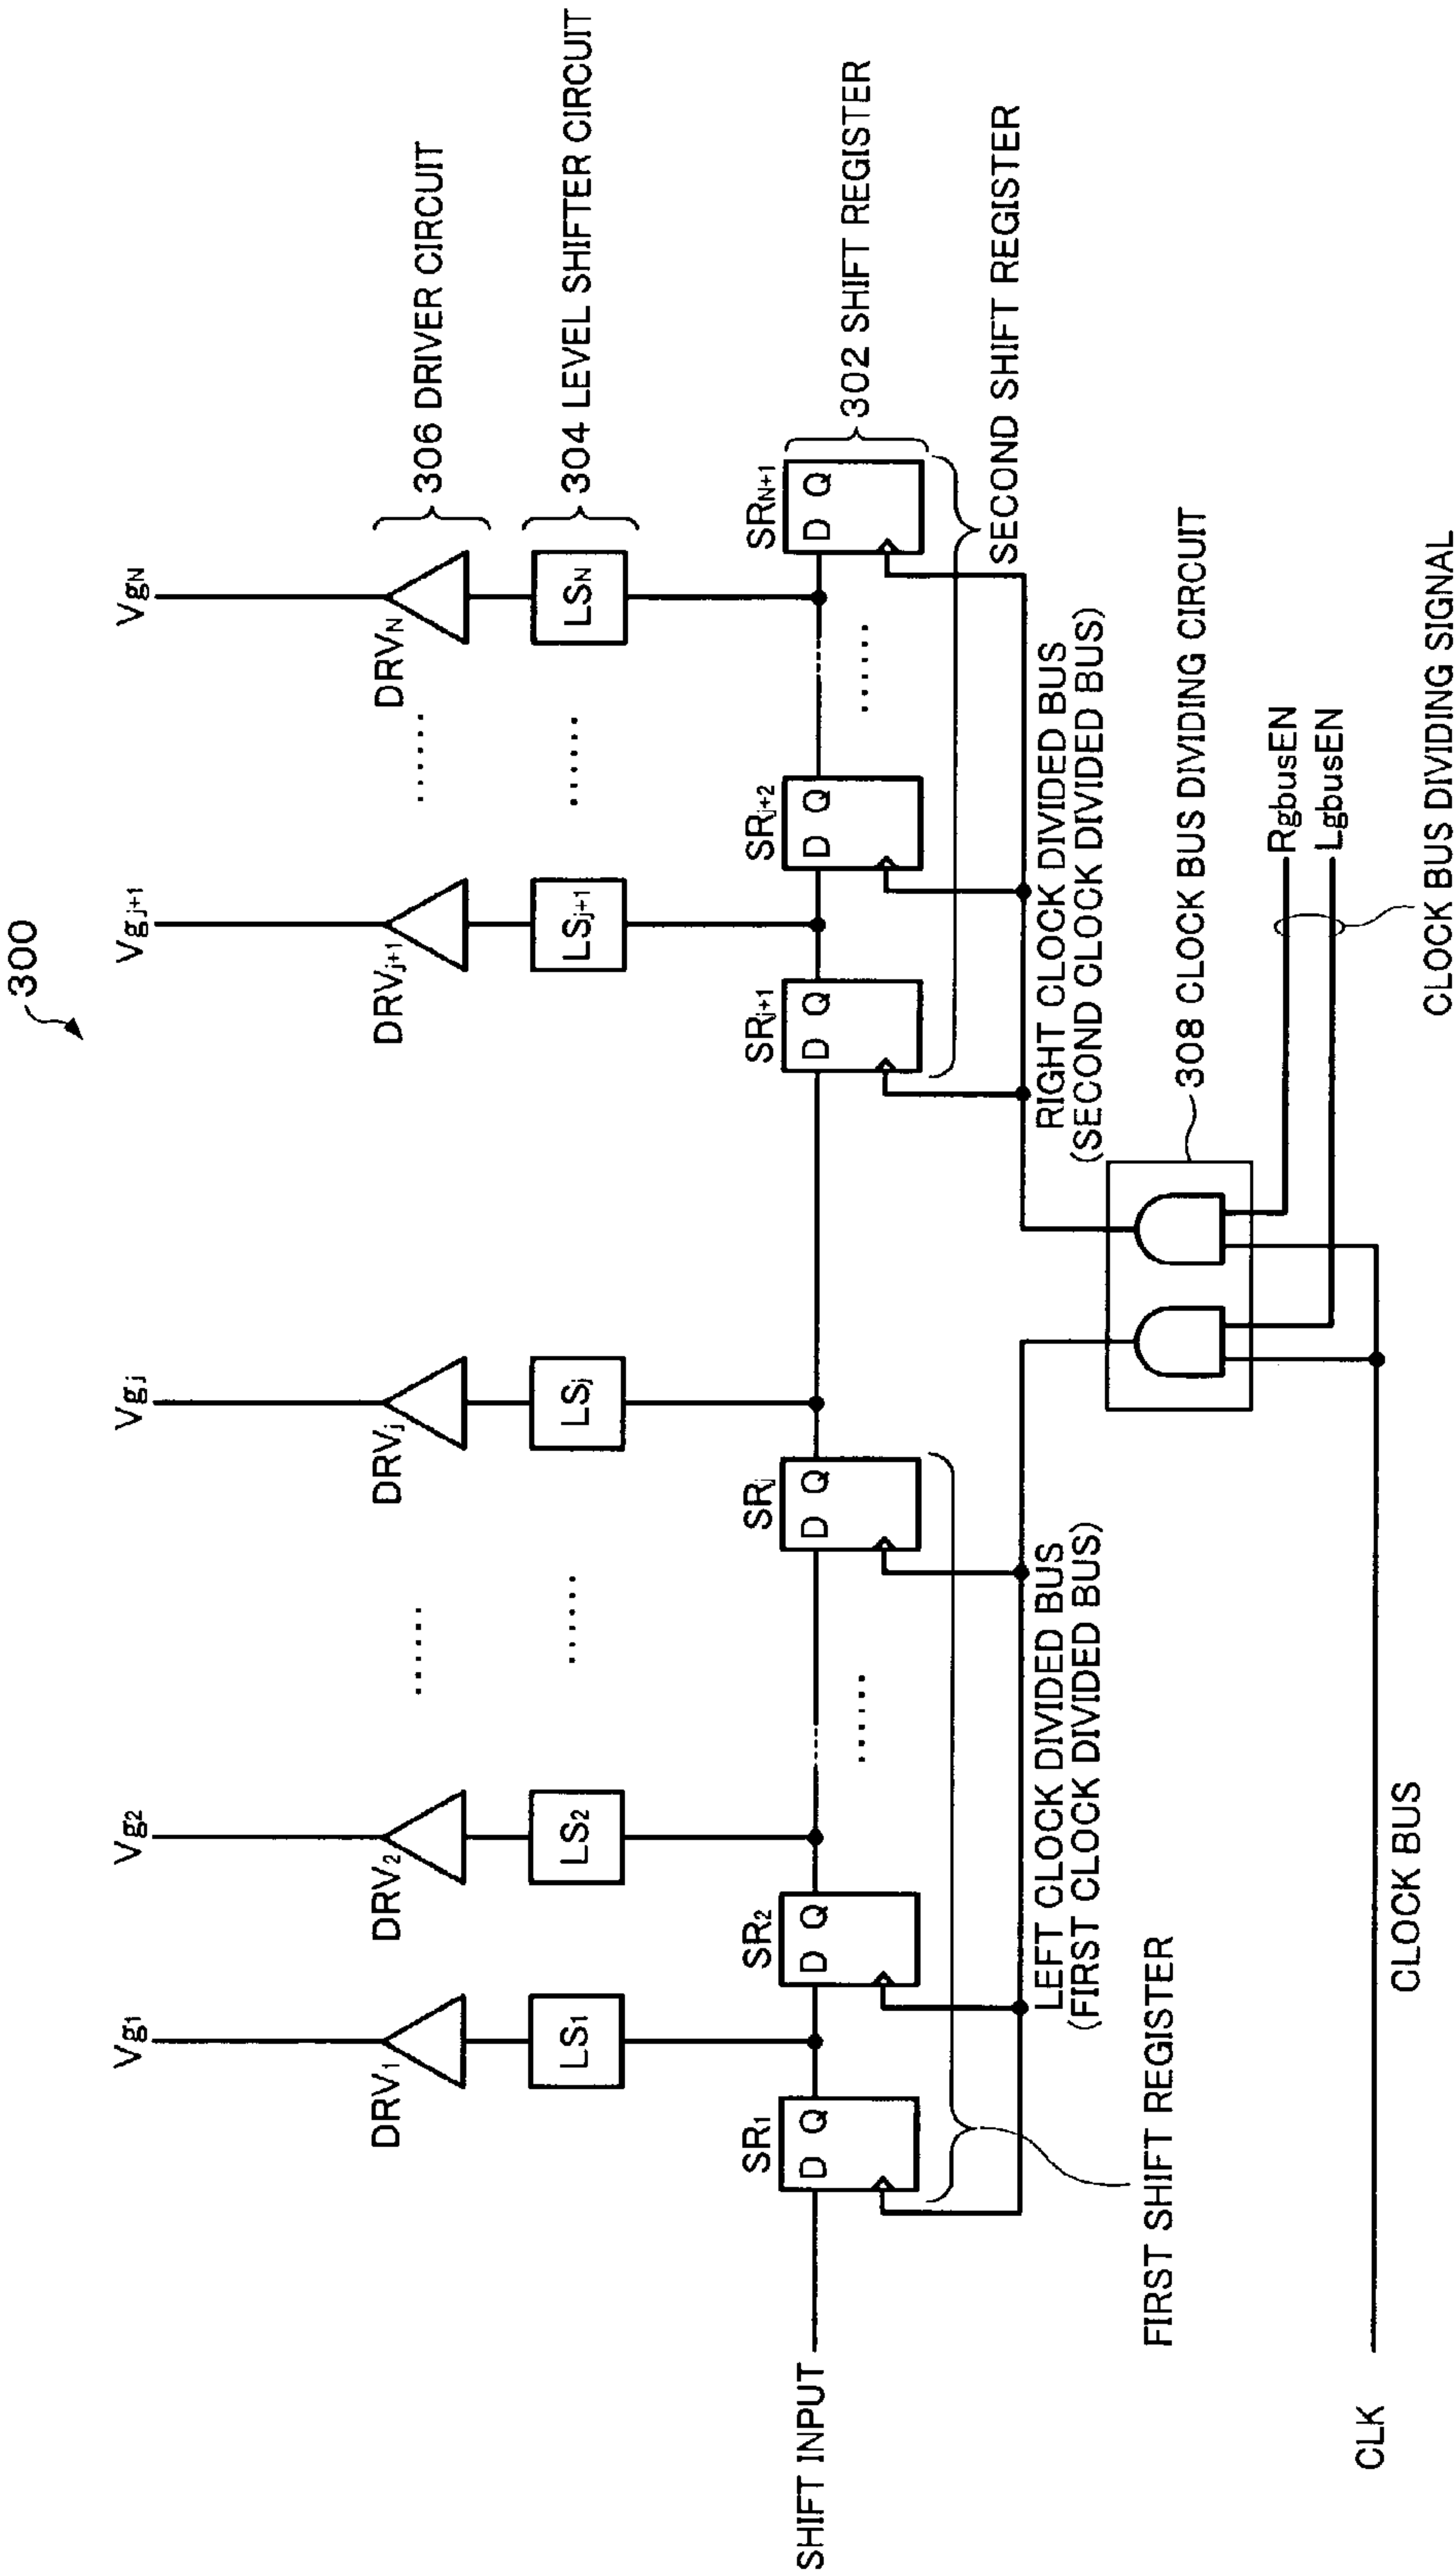 300
Vg1
Vg2
Vgj
Vgj+1
VgN
DRV1
DRV2
......
DRVj
DRVj+1
......
DRVN
306 DRIVER CIRCUIT
LS1
LS2
......
LSj
LSj+1
......
LSN
304 LEVEL SHIFTER CIRCUIT
SHIFT INPUT
SR1
D Q
SR2
D Q
......
SRj
D Q
SRj+1
D Q
SRj+2
D Q
......
SRN+1
D Q
302 SHIFT REGISTER
SECOND SHIFT REGISTER
LEFT CLOCK DIVIDED BUS
(FIRST CLOCK DIVIDED BUS)
RIGHT CLOCK DIVIDED BUS
(SECOND CLOCK DIVIDED BUS)
FIRST SHIFT REGISTER
308 CLOCK BUS DIVIDING CIRCUIT
RgbusEN
LgbusEN
CLK
CLOCK BUS
CLOCK BUS DIVIDING SIGNAL